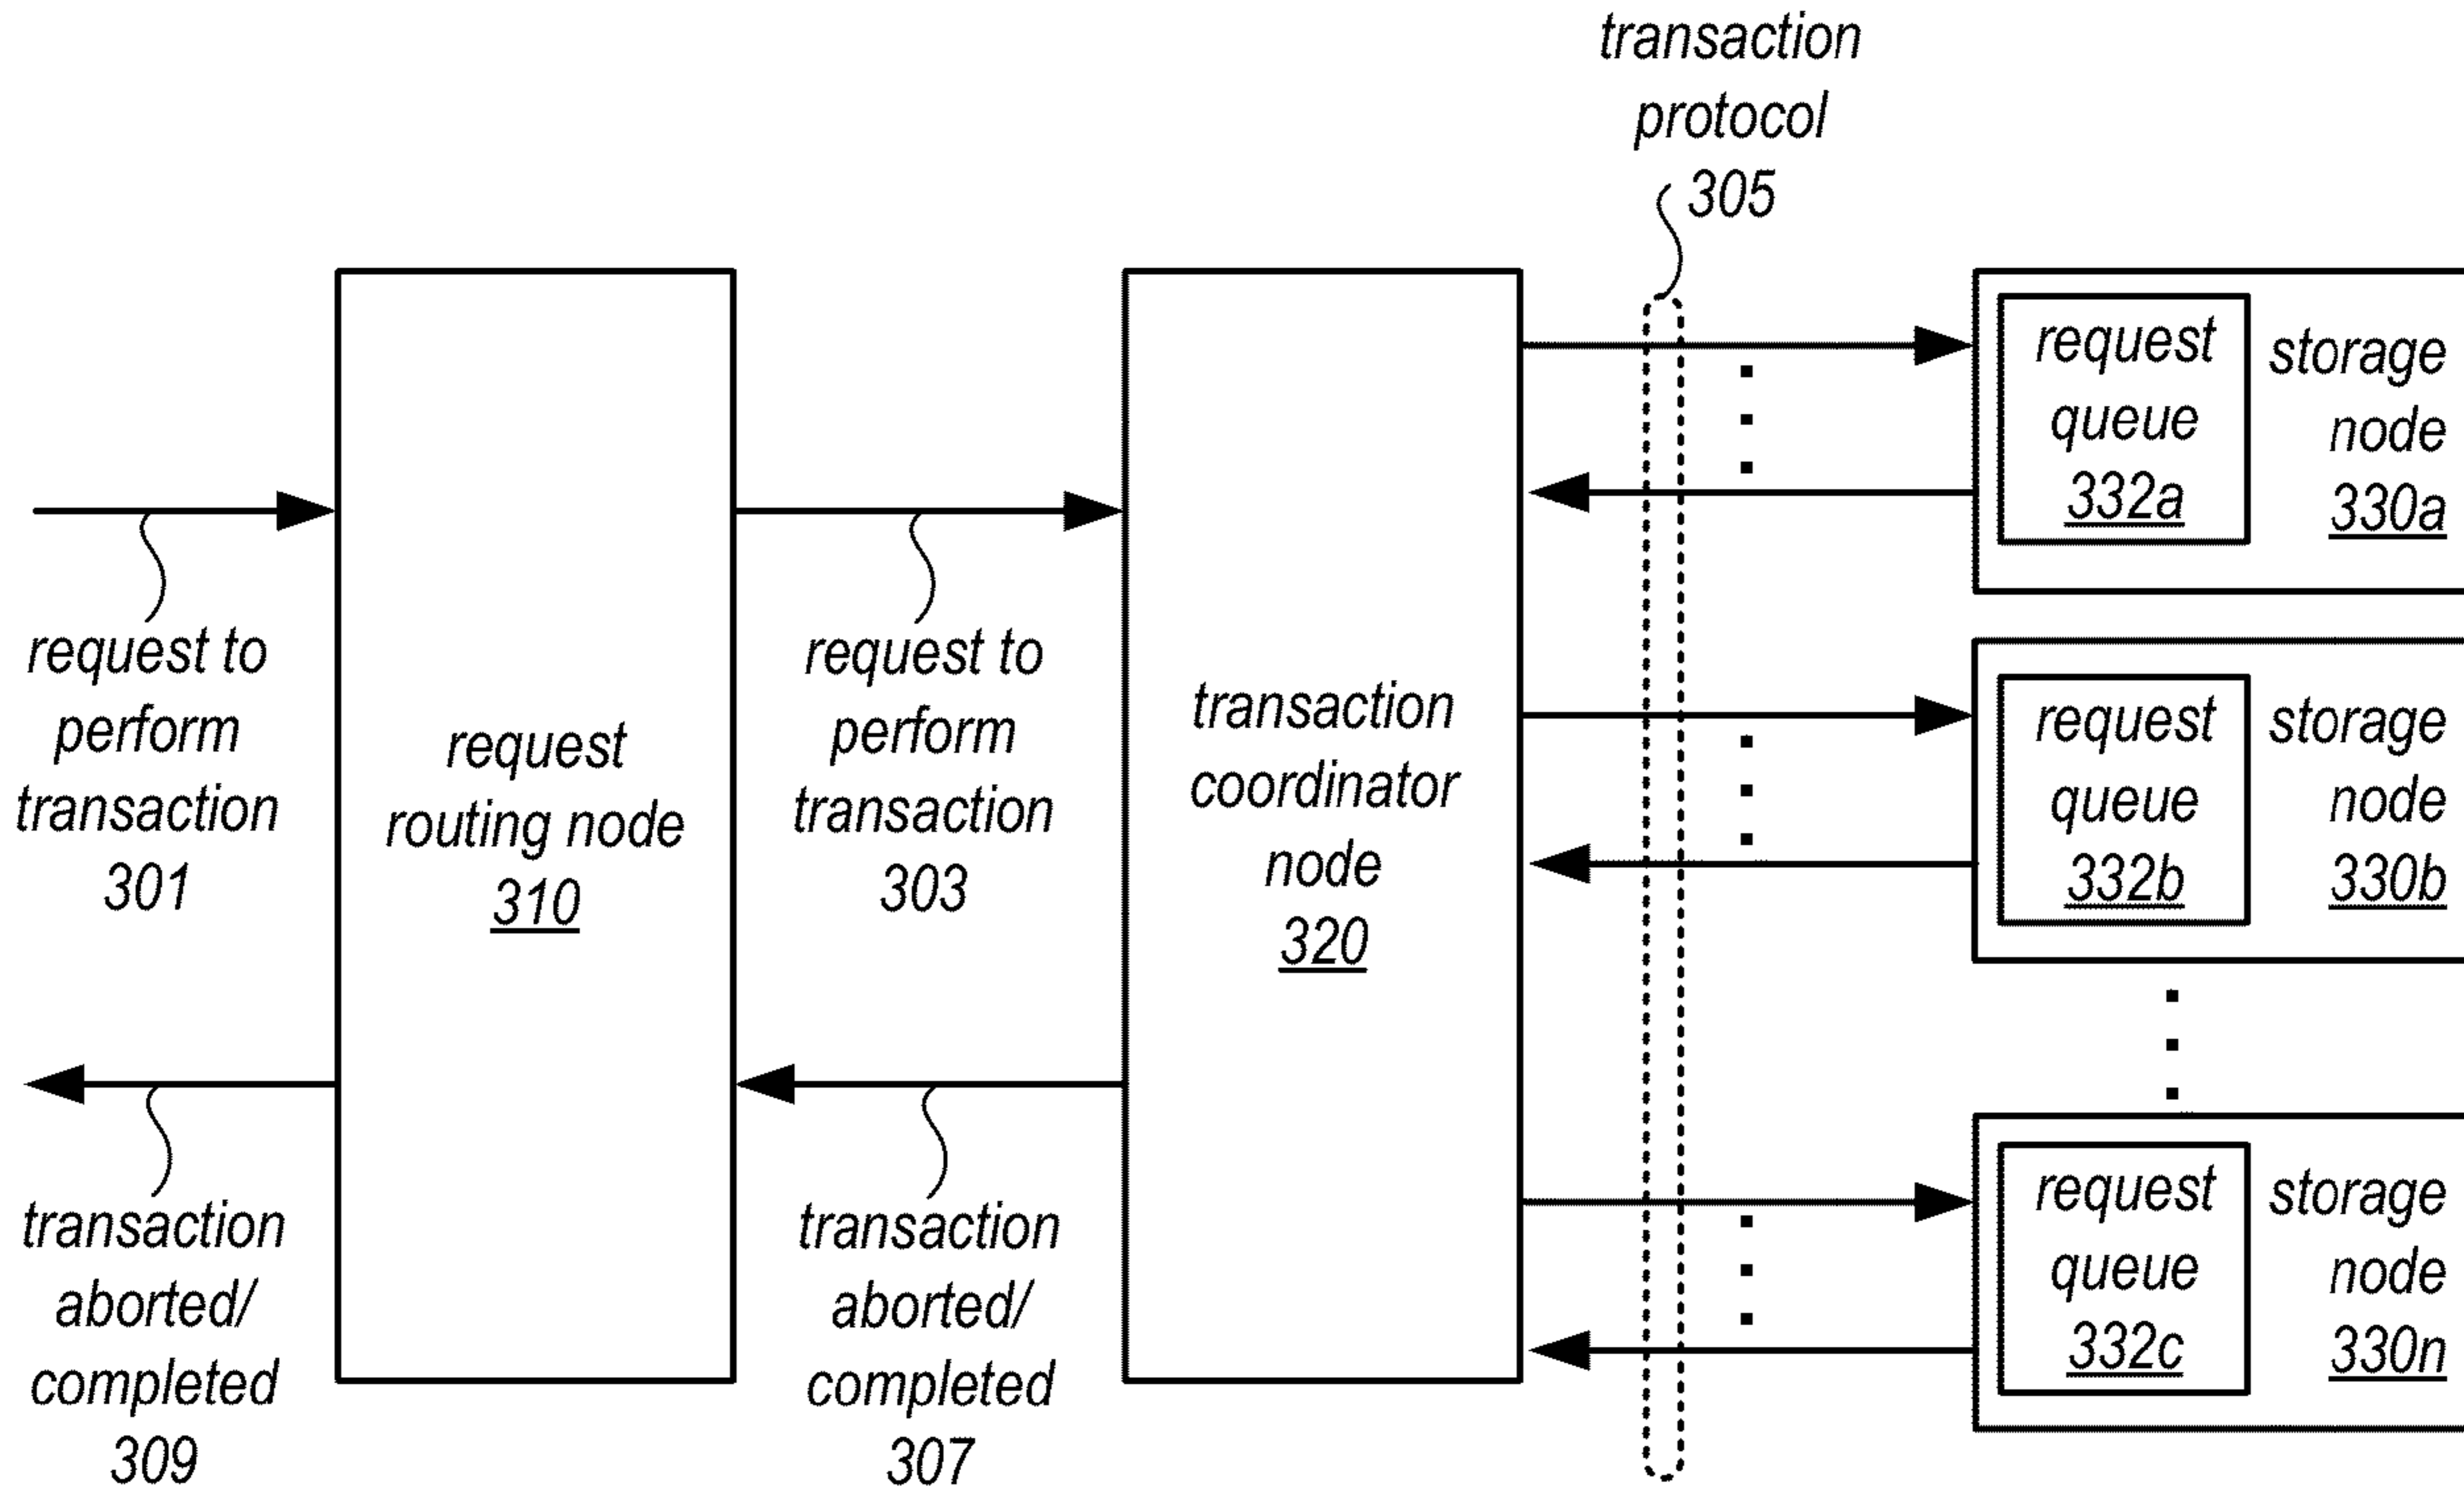 transaction
protocol
305
request to
perform
transaction
301
request
routing node
310
request to
perform
transaction
303
transaction
coordinator
node
320
request
queue
332a
storage
node
330a
request
queue
332b
storage
node
330b
request
queue
332c
storage
node
330n
transaction
aborted/
completed
309
transaction
aborted/
completed
307